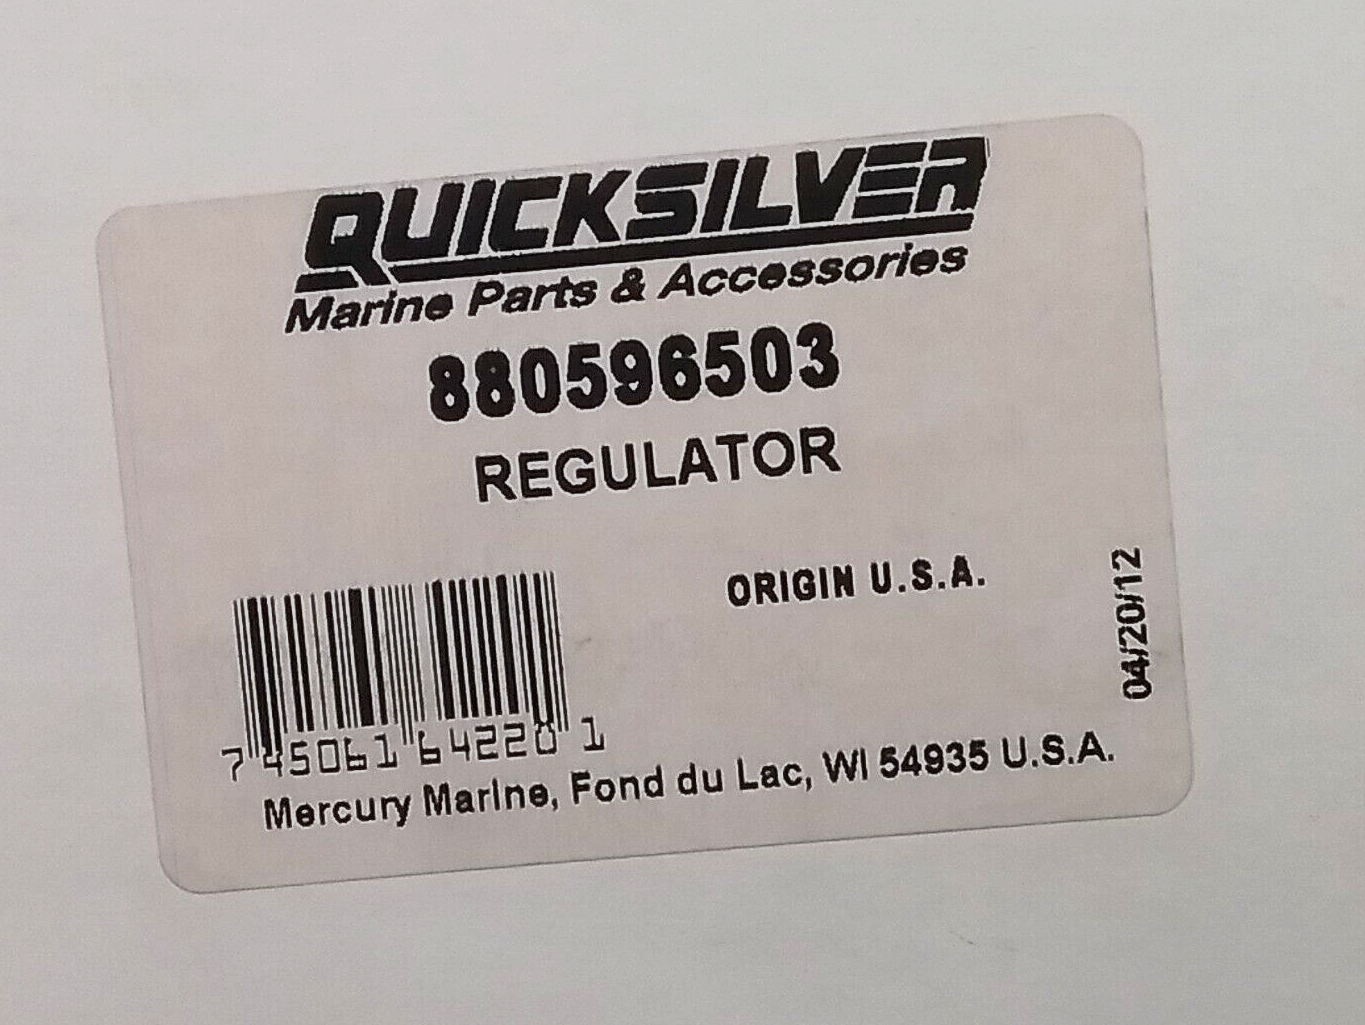 QUICKSILVER
Marine Parts & Accessories
880596503
REGULATOR
ORIGIN U.S.A.
04/20/12
7 45061 64220 1
Mercury Marine, Fond du Lac, WI 54935 U.S.A.